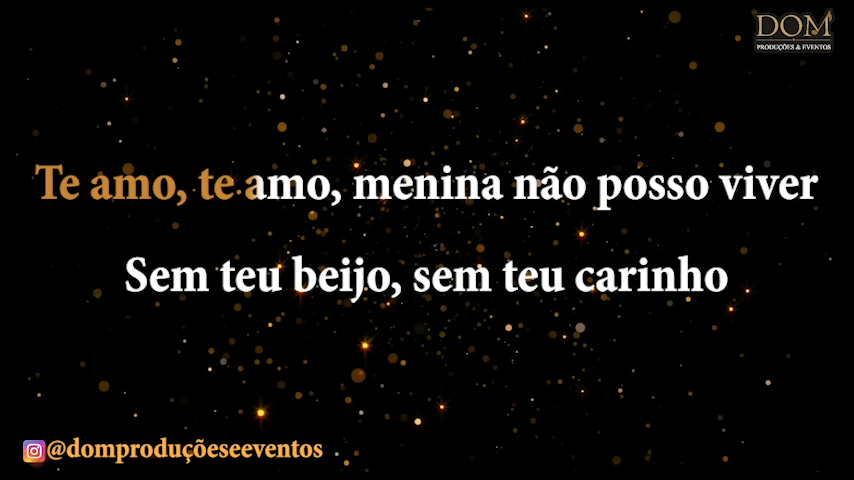 DOM
PRODUÇÕES & EVENTOS
Te amo, te amo, menina não posso viver
Sem teu beijo, sem teu carinho
@domproduçõeseeventos